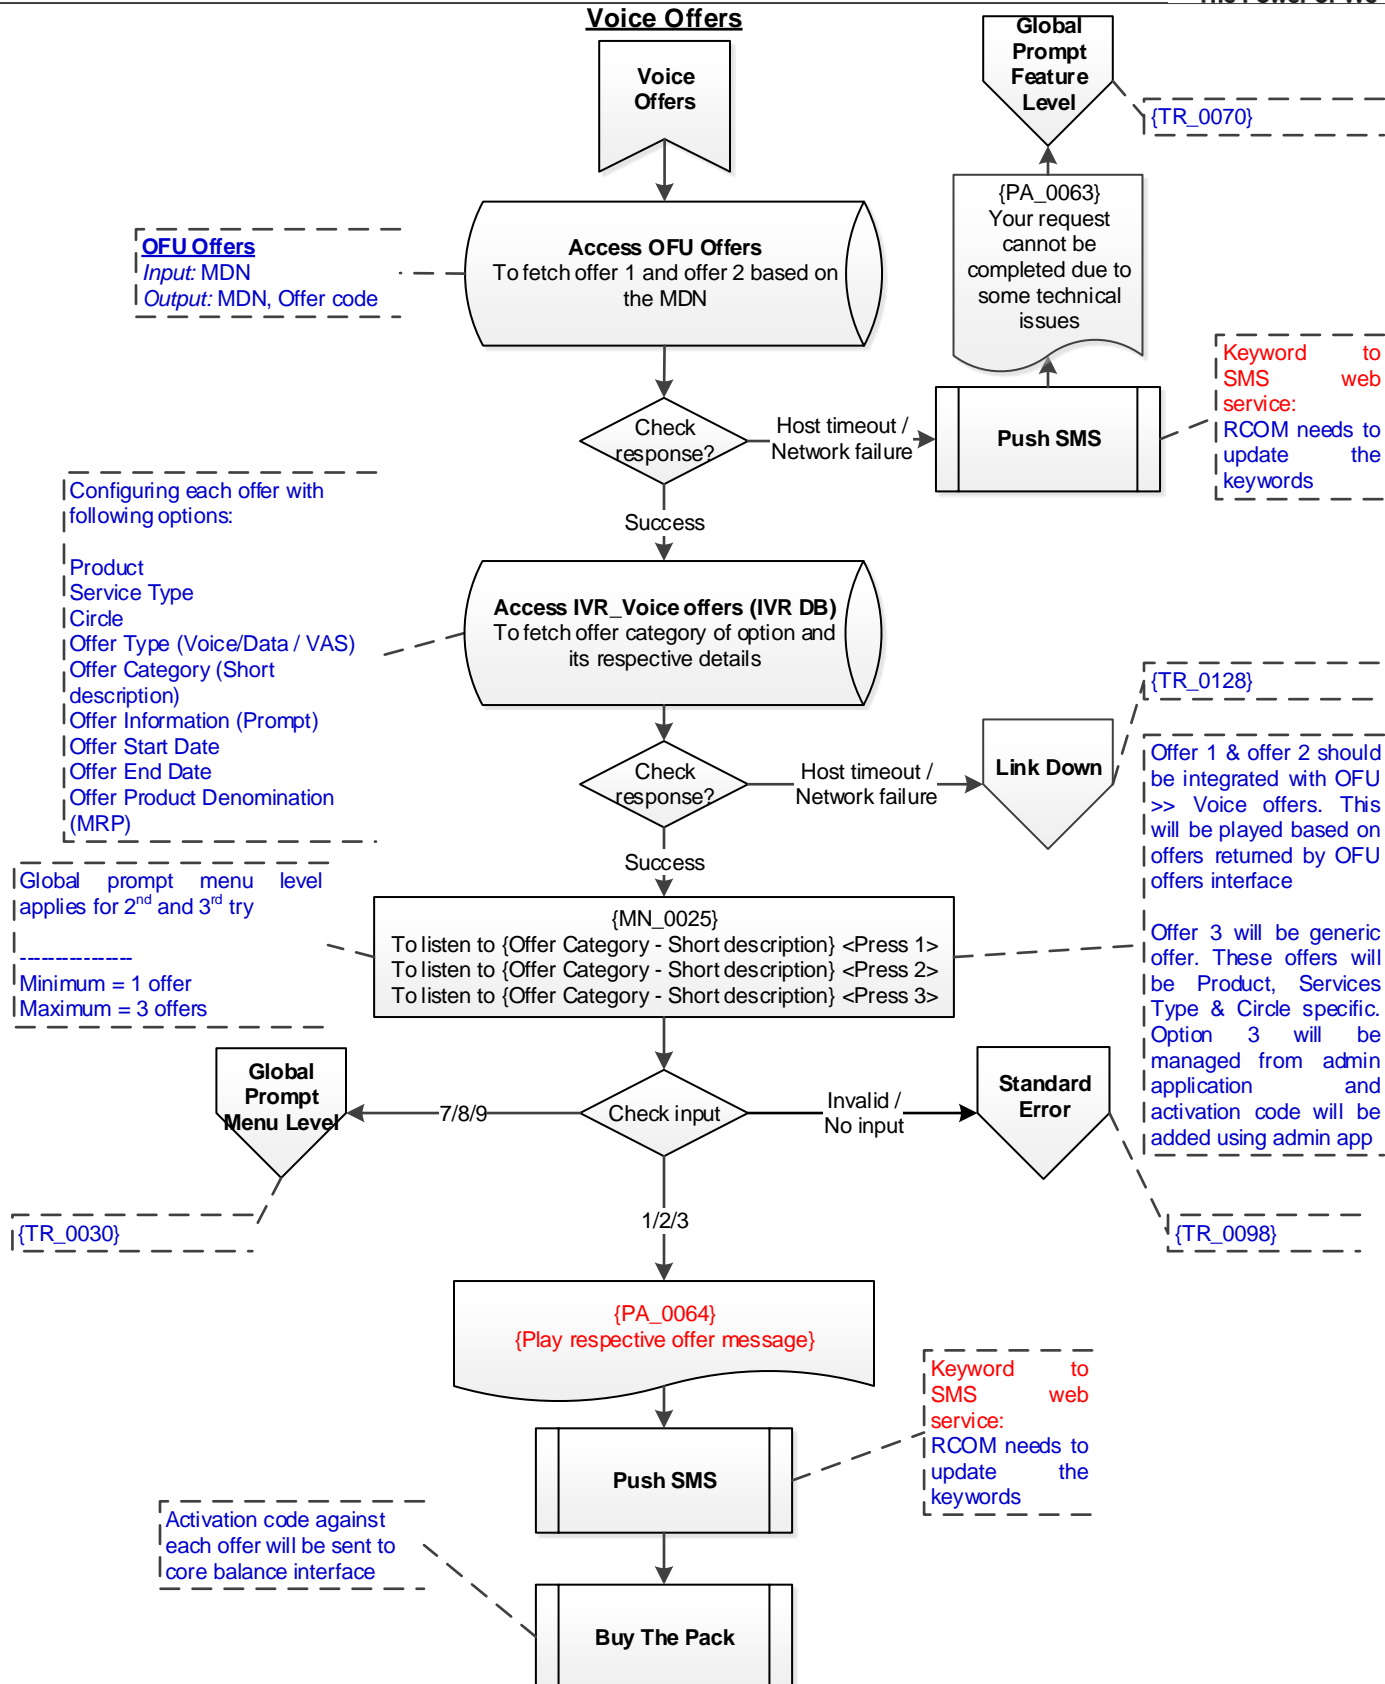 The Power of We
Voice Offers
Global
Prompt
Feature
Level
Voice
Offers
{TR_0070}
{PA_0063}
Your request
cannot be
completed due to
some technical
issues
OFU Offers
Input: MDN
Output: MDN, Offer code
Access OFU Offers
To fetch offer 1 and offer 2 based on
the MDN
Keyword to
SMS web
service:
RCOM needs to
update the
keywords
Check
response?
Host timeout /
Network failure
Push SMS
Success
Configuring each offer with
following options:
Product
Service Type
Circle
Offer Type (Voice/Data / VAS)
Offer Category (Short
description)
Offer Information (Prompt)
Offer Start Date
Offer End Date
Offer Product Denomination
(MRP)
Access IVR_Voice offers (IVR DB)
To fetch offer category of option and
its respective details
{TR_0128}
Check
response?
Host timeout /
Network failure
Link Down
Offer 1 & offer 2 should
be integrated with OFU
>> Voice offers. This
will be played based on
offers returned by OFU
offers interface
Offer 3 will be generic
offer. These offers will
be Product, Services
Type & Circle specific.
Option 3 will be
managed from admin
application and
activation code will be
added using admin app
Success
Global prompt menu level
applies for 2nd and 3rd try
----------------
Minimum = 1 offer
Maximum = 3 offers
{MN_0025}
To listen to {Offer Category - Short description} <Press 1>
To listen to {Offer Category - Short description} <Press 2>
To listen to {Offer Category - Short description} <Press 3>
Global
Prompt
Menu Level
7/8/9
Check input
Invalid /
No input
Standard
Error
{TR_0030}
1/2/3
{TR_0098}
{PA_0064}
{Play respective offer message}
Keyword to
SMS web
service:
RCOM needs to
update the
keywords
Push SMS
Activation code against
each offer will be sent to
core balance interface
Buy The Pack